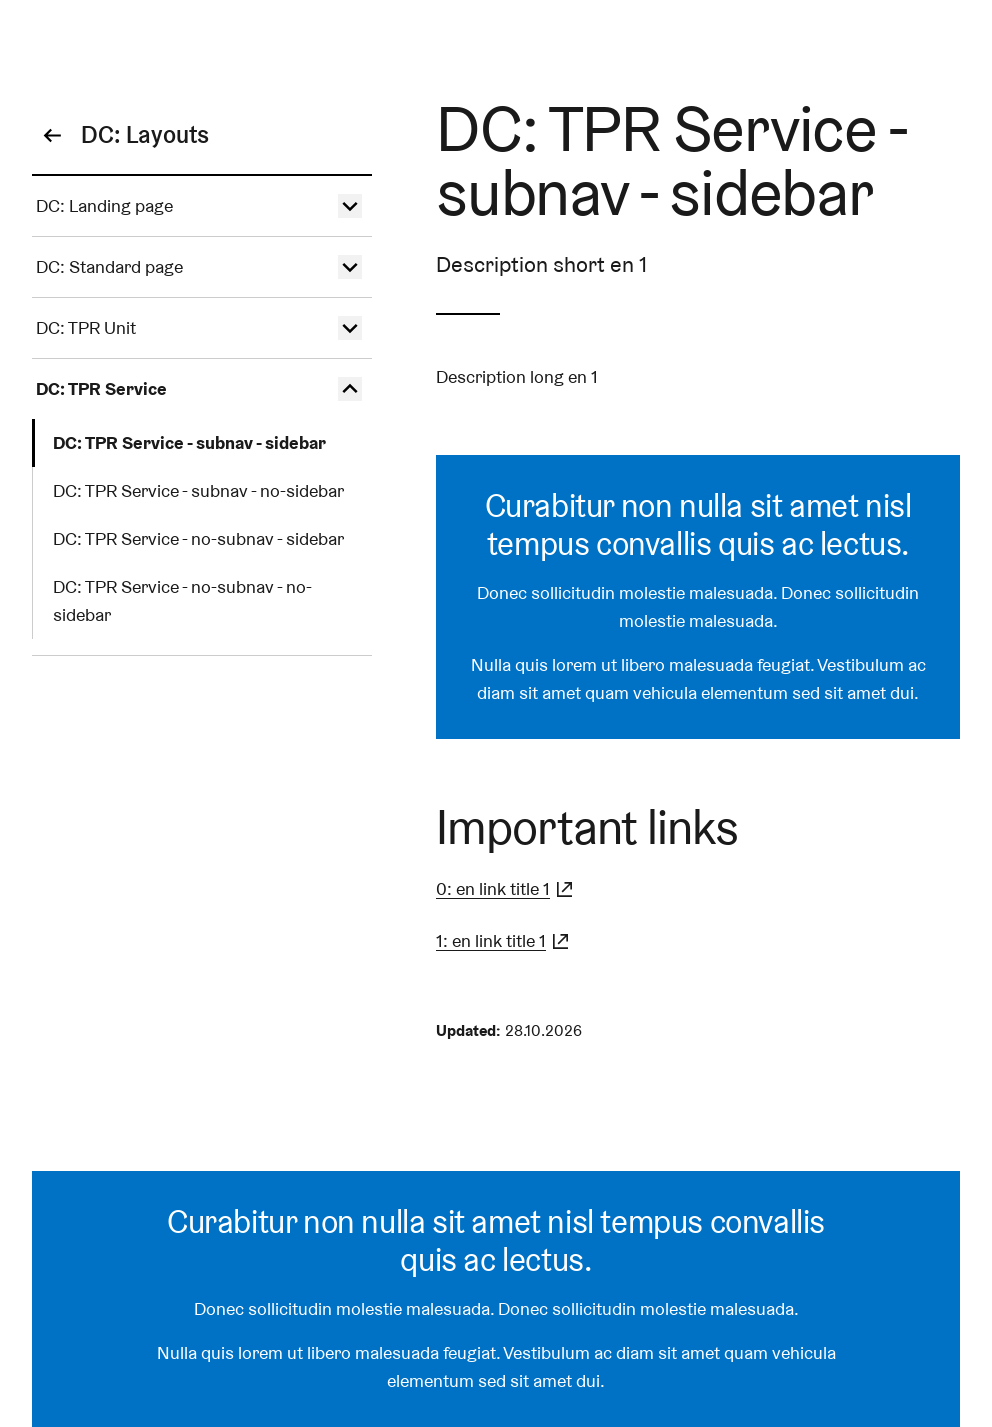 DC: Layouts
DC: Landing page
DC: Standard page
DC: TPR Unit
DC: TPR Service
DC: TPR Service - subnav - sidebar
DC: TPR Service - subnav - no-sidebar
DC: TPR Service - no-subnav - sidebar
DC: TPR Service - no-subnav - no-
sidebar
DC: TPR Service -
subnav - sidebar
Description short en 1
Description long en 1
Curabitur non nulla sit amet nisl
tempus convallis quis ac lectus.
Donec sollicitudin molestie malesuada. Donec sollicitudin
molestie malesuada.
Nulla quis lorem ut libero malesuada feugiat. Vestibulum ac
diam sit amet quam vehicula elementum sed sit amet dui.
Important links
0: en link title 1
1: en link title 1
Updated: 28.10.2026
Curabitur non nulla sit amet nisl tempus convallis
quis ac lectus.
Donec sollicitudin molestie malesuada. Donec sollicitudin molestie malesuada.
Nulla quis lorem ut libero malesuada feugiat. Vestibulum ac diam sit amet quam vehicula
elementum sed sit amet dui.